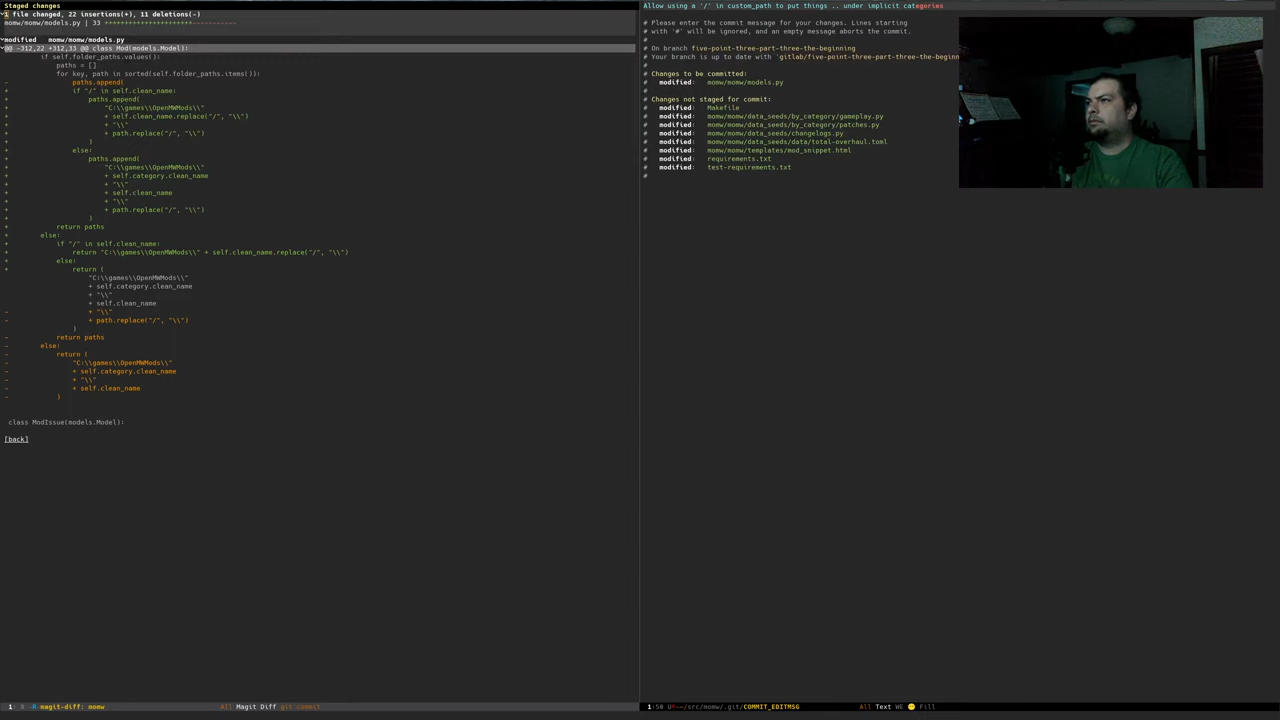 Staged changes
1 file changed, 22 insertions(+), 11 deletions(-)
momw/momw/models.py | 33 ++++++++++++++++++++++-----------
modified   momw/momw/models.py
@@ -312,22 +312,33 @@ class Mod(models.Model):
if self.folder_paths.values():
paths = []
for key, path in sorted(self.folder_paths.items()):
- paths.append(
+ if "/" in self.clean_name:
+ paths.append(
+ "C:\\games\\OpenMWMods\\"
+ + self.clean_name.replace("/", "\\")
+ + "\\"
+ + path.replace("/", "\\")
+ )
+ else:
+ paths.append(
+ "C:\\games\\OpenMWMods\\"
+ + self.category.clean_name
+ + "\\"
+ + self.clean_name
+ + "\\"
+ + path.replace("/", "\\")
+ )
+ return paths
+ else:
+ if "/" in self.clean_name:
+ return "C:\\games\\OpenMWMods\\" + self.clean_name.replace("/", "\\")
+ else:
+ return (
"C:\\games\\OpenMWMods\\"
+ self.category.clean_name
+ "\\"
+ self.clean_name
- + "\\"
- + path.replace("/", "\\")
)
- return paths
- else:
- return (
- "C:\\games\\OpenMWMods\\"
- + self.category.clean_name
- + "\\"
- + self.clean_name
- )
class ModIssue(models.Model):
[back]
-R-magit-diff: momw All Magit Diff git commit
Allow using a '/' in custom_path to put things .. under implicit categories
# Please enter the commit message for your changes. Lines starting
# with '#' will be ignored, and an empty message aborts the commit.
#
# On branch five-point-three-part-three-the-beginning
# Your branch is up to date with 'gitlab/five-point-three-part-three-the-beginn
#
# Changes to be committed:
#   modified:   momw/momw/models.py
#
# Changes not staged for commit:
#   modified:   Makefile
#   modified:   momw/momw/data_seeds/by_category/gameplay.py
#   modified:   momw/momw/data_seeds/by_category/patches.py
#   modified:   momw/momw/data_seeds/changelogs.py
#   modified:   momw/momw/data_seeds/data/total-overhaul.toml
#   modified:   momw/momw/templates/mod_snippet.html
#   modified:   requirements.txt
#   modified:   test-requirements.txt
#
1:50 U*--~/src/momw/.git/COMMIT_EDITMSG All Text WE Fill